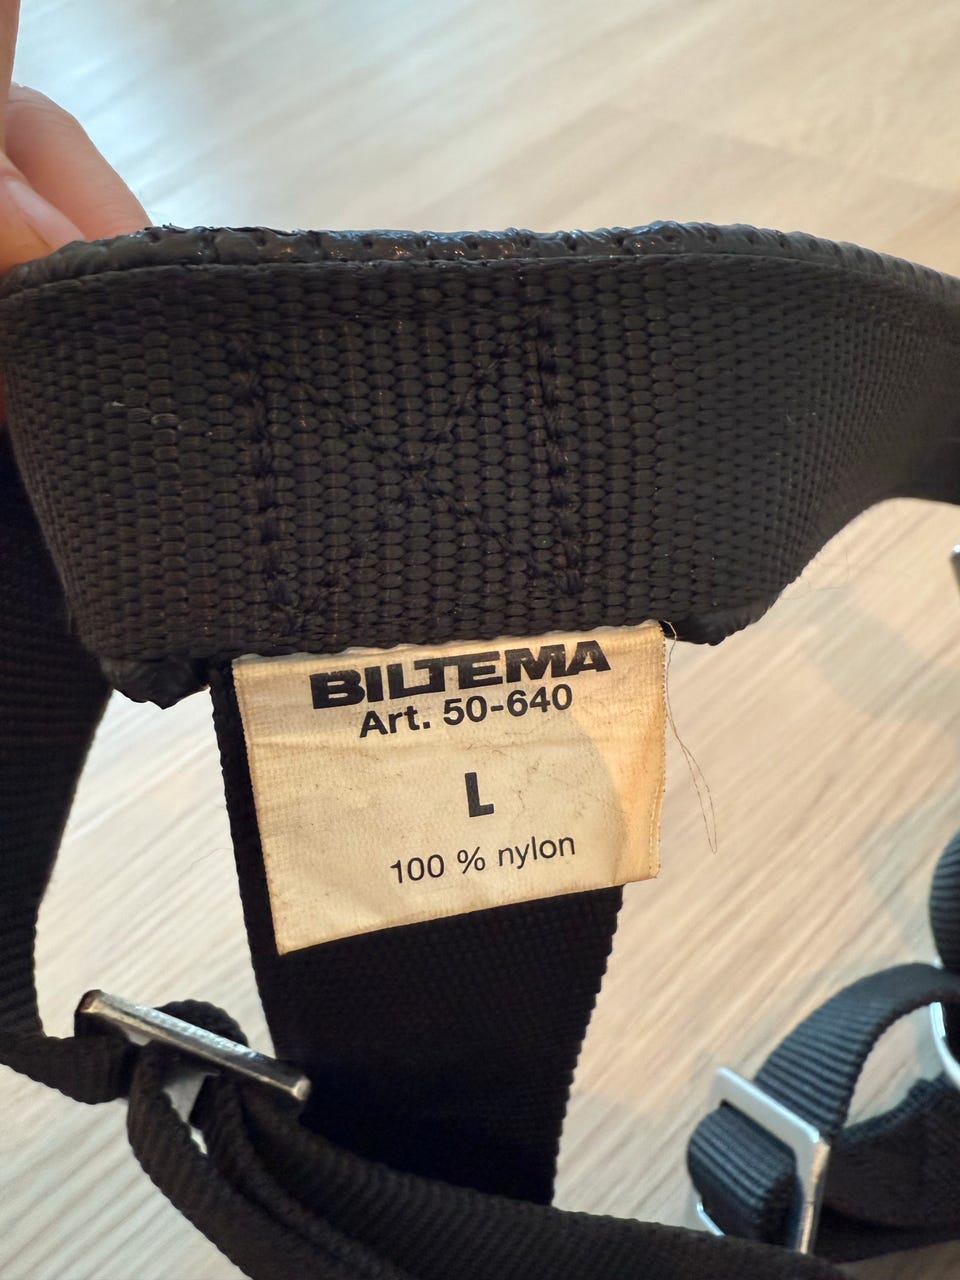 BILTEMA
Art. 50-640
L
100 % nylon